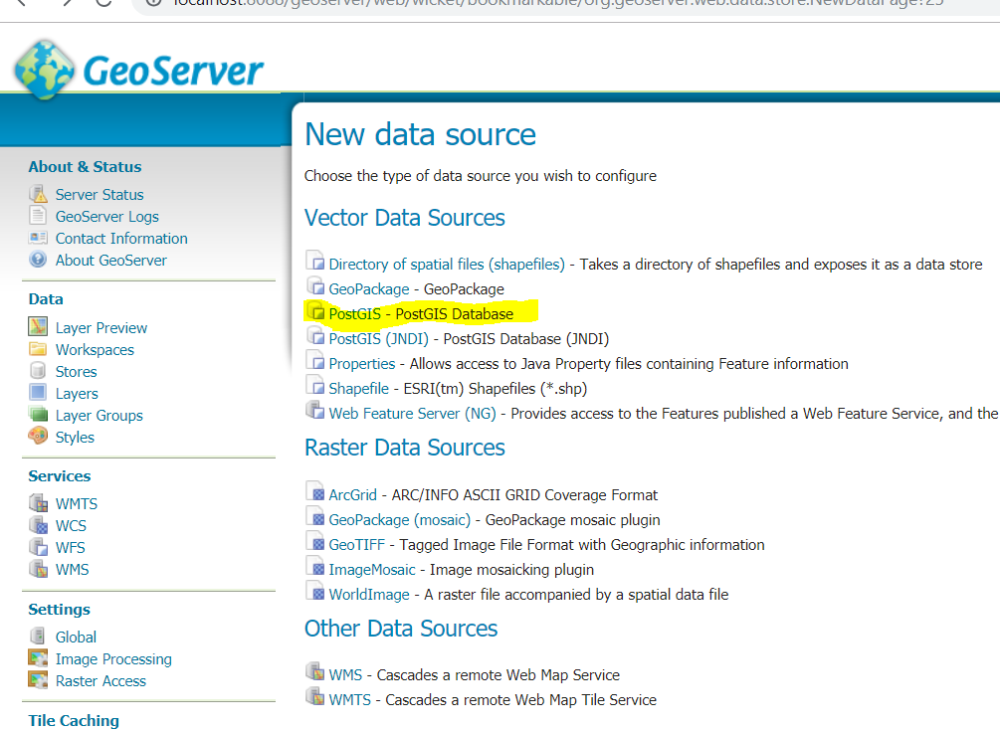 localhost:8088/geoserver/web/wicket/bookmarkable/org.geoserver.web.data.store.NewDataPage?25
GeoServer
About & Status
Server Status
GeoServer Logs
Contact Information
About GeoServer
Data
Layer Preview
Workspaces
Stores
Layers
Layer Groups
Styles
Services
WMTS
WCS
WFS
WMS
Settings
Global
Image Processing
Raster Access
Tile Caching
New data source
Choose the type of data source you wish to configure
Vector Data Sources
Directory of spatial files (shapefiles) - Takes a directory of shapefiles and exposes it as a data store
GeoPackage - GeoPackage
PostGIS - PostGIS Database
PostGIS (JNDI) - PostGIS Database (JNDI)
Properties - Allows access to Java Property files containing Feature information
Shapefile - ESRI(tm) Shapefiles (*.shp)
Web Feature Server (NG) - Provides access to the Features published a Web Feature Service, and the
Raster Data Sources
ArcGrid - ARC/INFO ASCII GRID Coverage Format
GeoPackage (mosaic) - GeoPackage mosaic plugin
GeoTIFF - Tagged Image File Format with Geographic information
ImageMosaic - Image mosaicking plugin
WorldImage - A raster file accompanied by a spatial data file
Other Data Sources
WMS - Cascades a remote Web Map Service
WMTS - Cascades a remote Web Map Tile Service